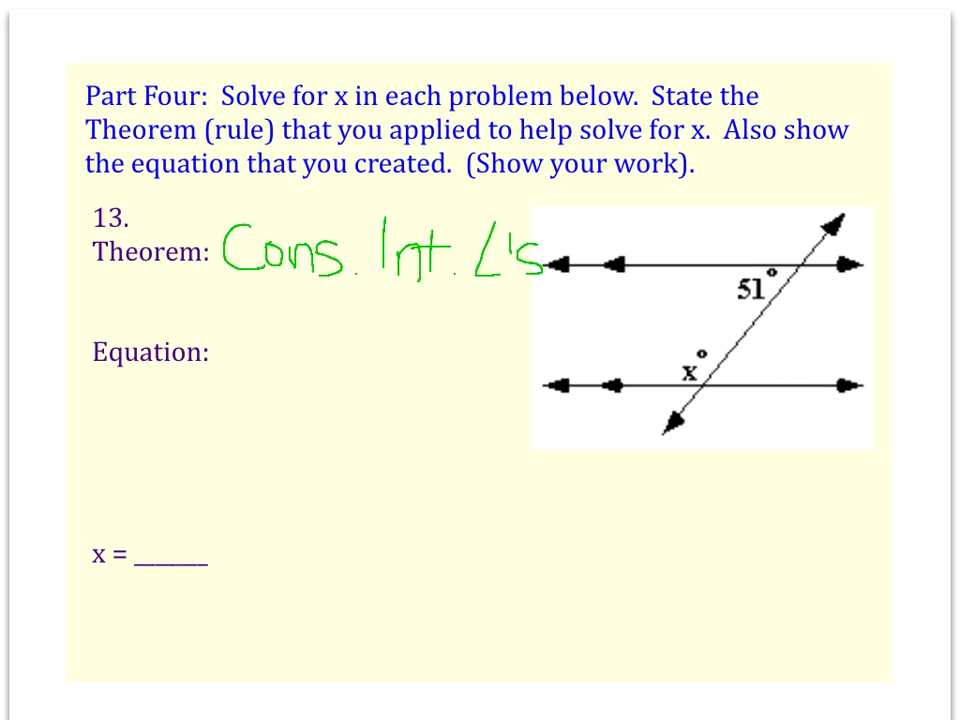 Part Four: Solve for x in each problem below. State the
Theorem (rule) that you applied to help solve for x. Also show
the equation that you created. (Show your work).
13.
Theorem: Cons. Int. ∠'s
51°
Equation:
x°
x = ______